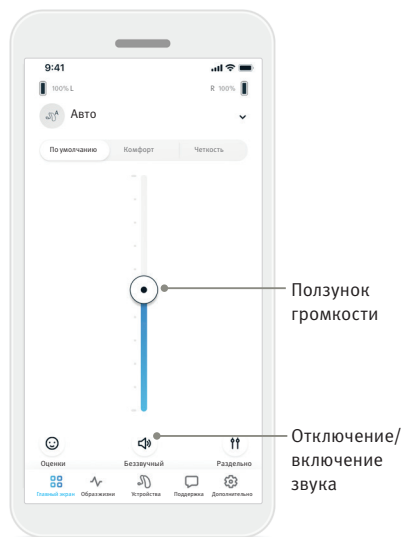 9:41
100% L
R 100%
Авто
По умолчанию Комфорт Четкость
Ползунок
громкости
Оценки Беззвучный Раздельно
Отключение/
включение
звука
Главный экран Образ жизни Устройства Поддержка Дополнительно